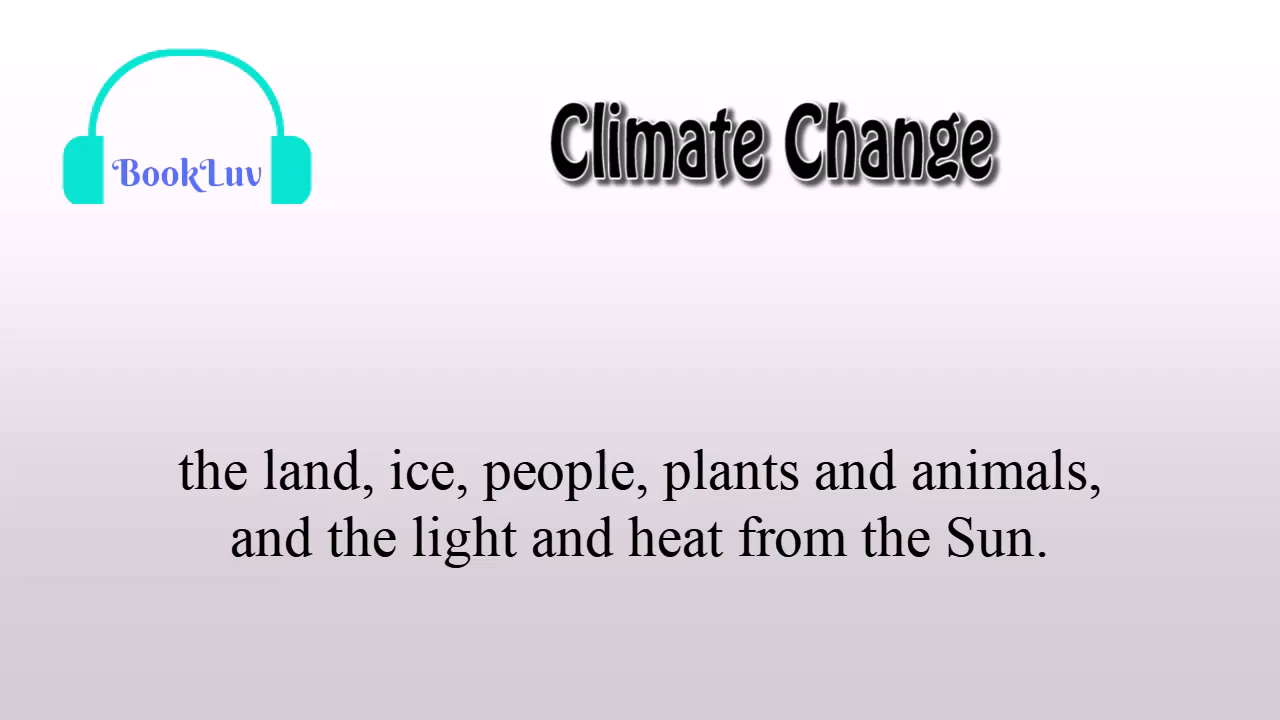 BookLuv
Climate Change
the land, ice, people, plants and animals,
and the light and heat from the Sun.